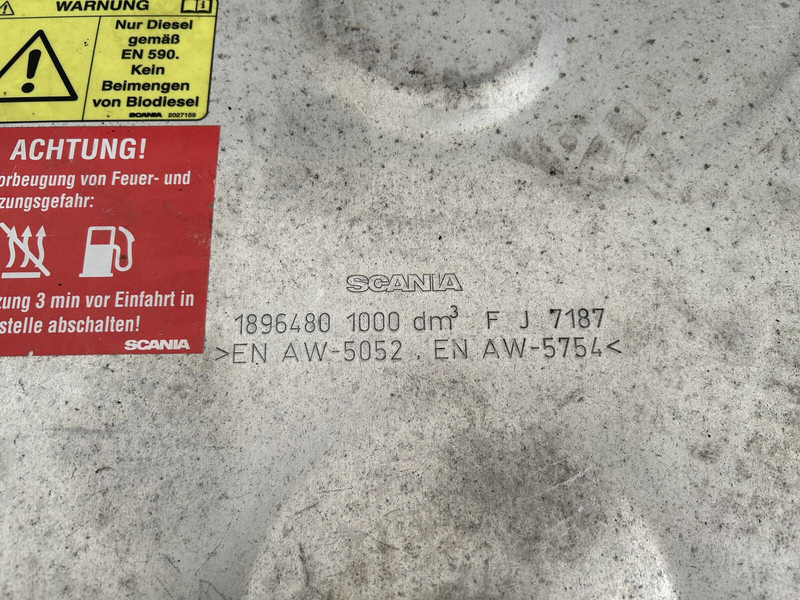 WARNUNG
Nur Diesel
gemäß
EN 590.
Kein
Beimengen
von Biodiesel
SCANIA 2027159
ACHTUNG!
orbeugung von Feuer- und
zungsgefahr:
zung 3 min vor Einfahrt in
stelle abschalten!
SCANIA
SCANIA
1896480 1000 dm³ F J 7187
>EN AW-5052 , EN AW-5754<